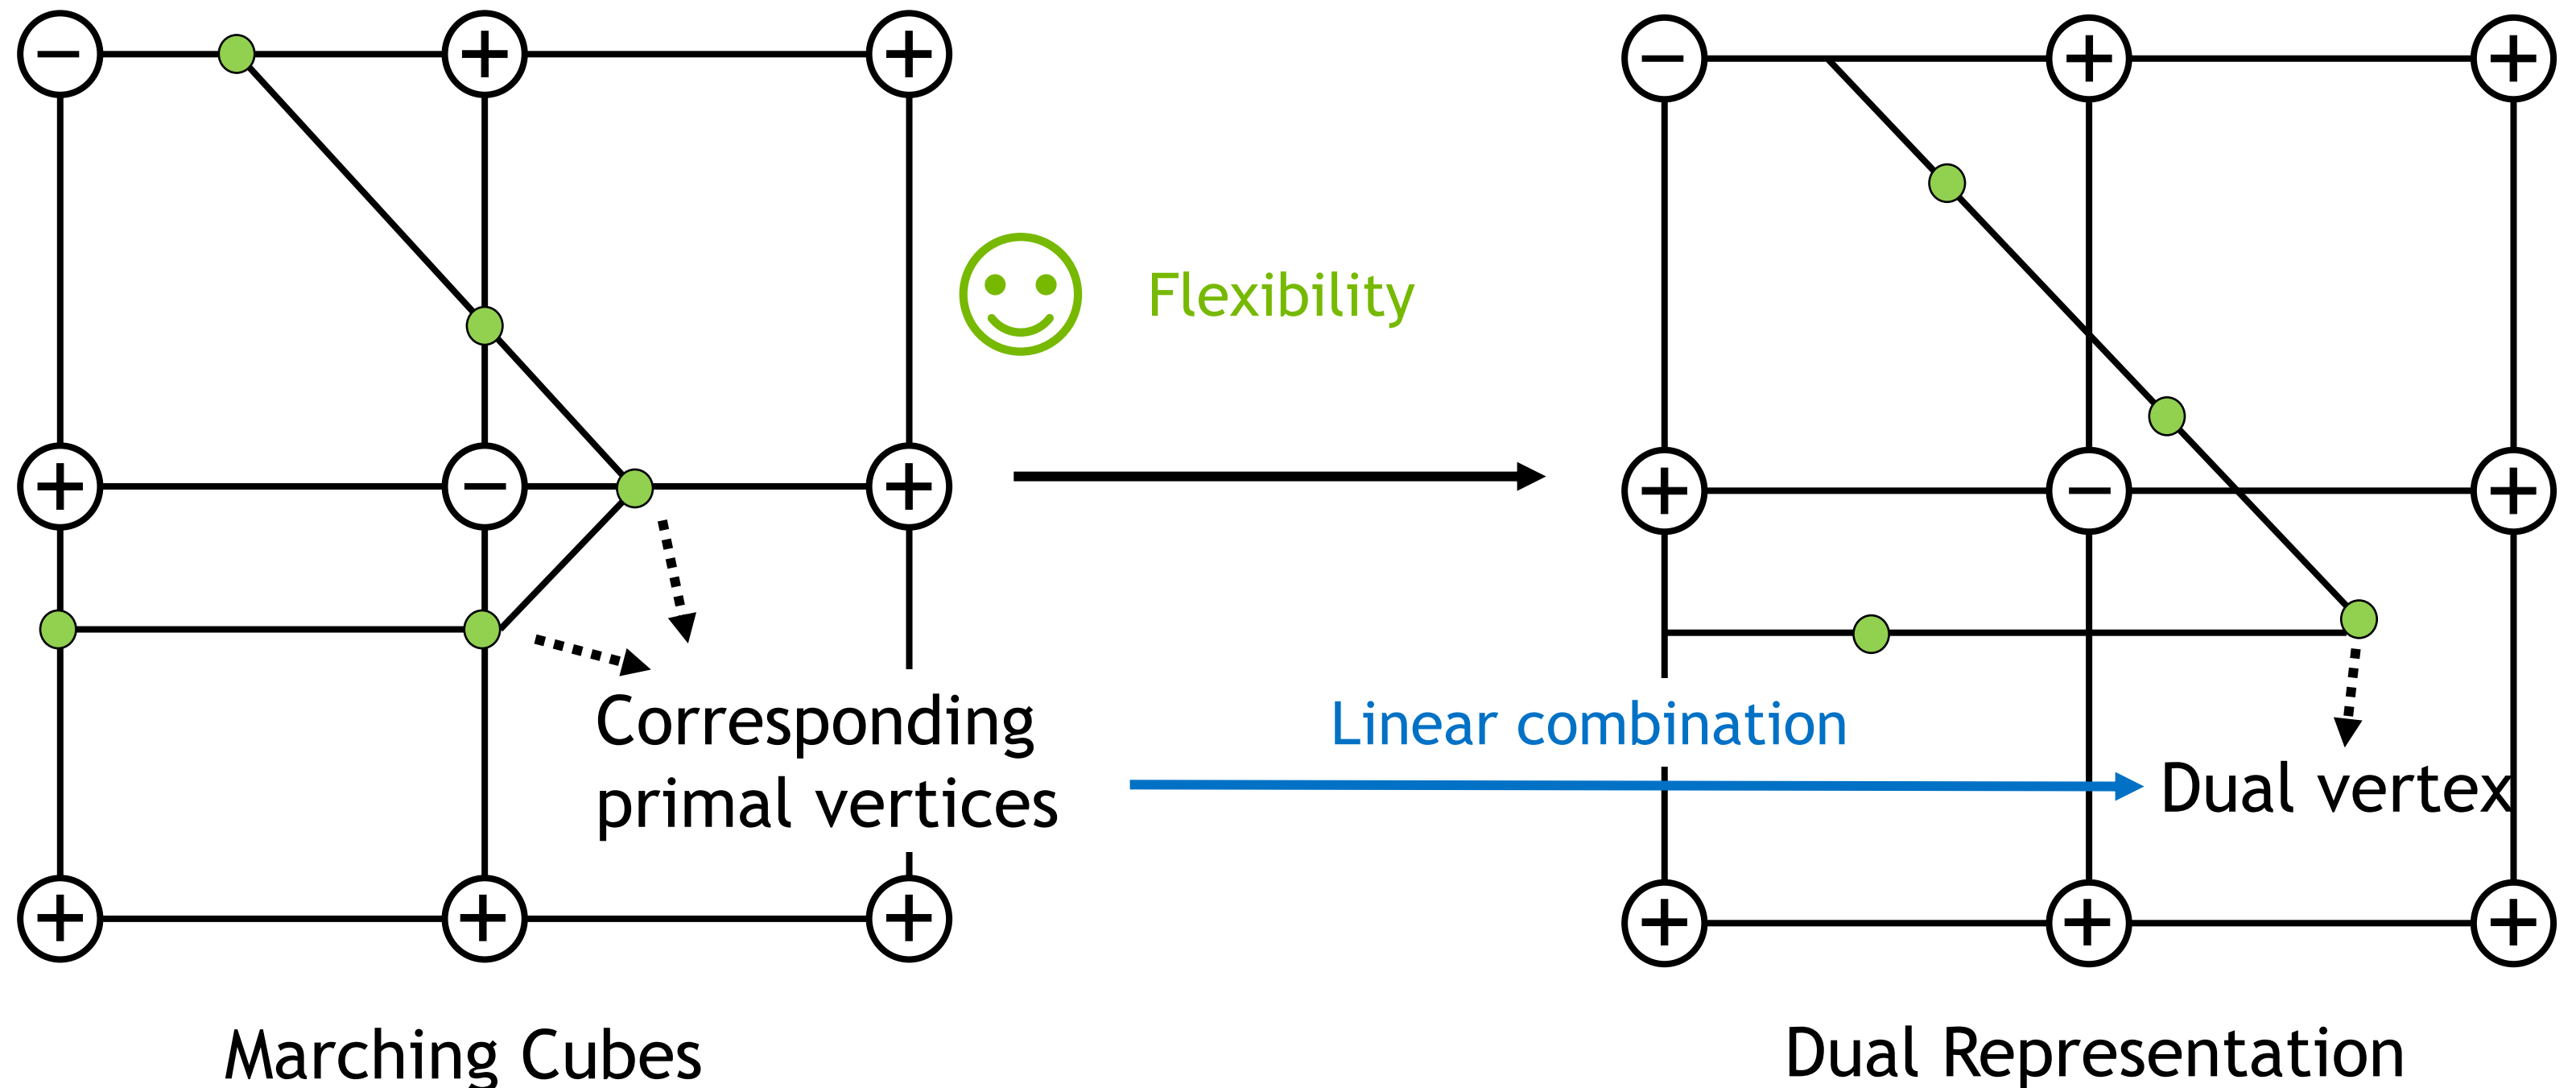 − + +
+ − +
+ + +
Corresponding
primal vertices
Marching Cubes
Flexibility
Linear combination
− + +
+ − +
+ + +
Dual vertex
Dual Representation